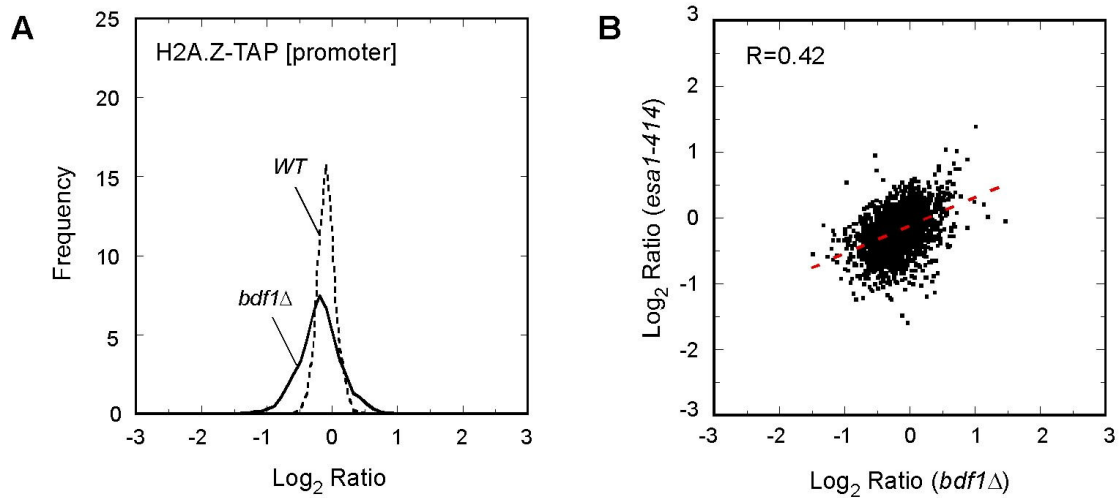 A
H2A.Z-TAP [promoter]
25
20
15
10
5
0
Frequency
WT
bdf1Δ
-3
-2
-1
0
1
2
3
Log2 Ratio
B
R=0.42
3
2
1
0
-1
-2
-3
Log2 Ratio (esa1-414)
-3
-2
-1
0
1
2
3
Log2 Ratio (bdf1Δ)